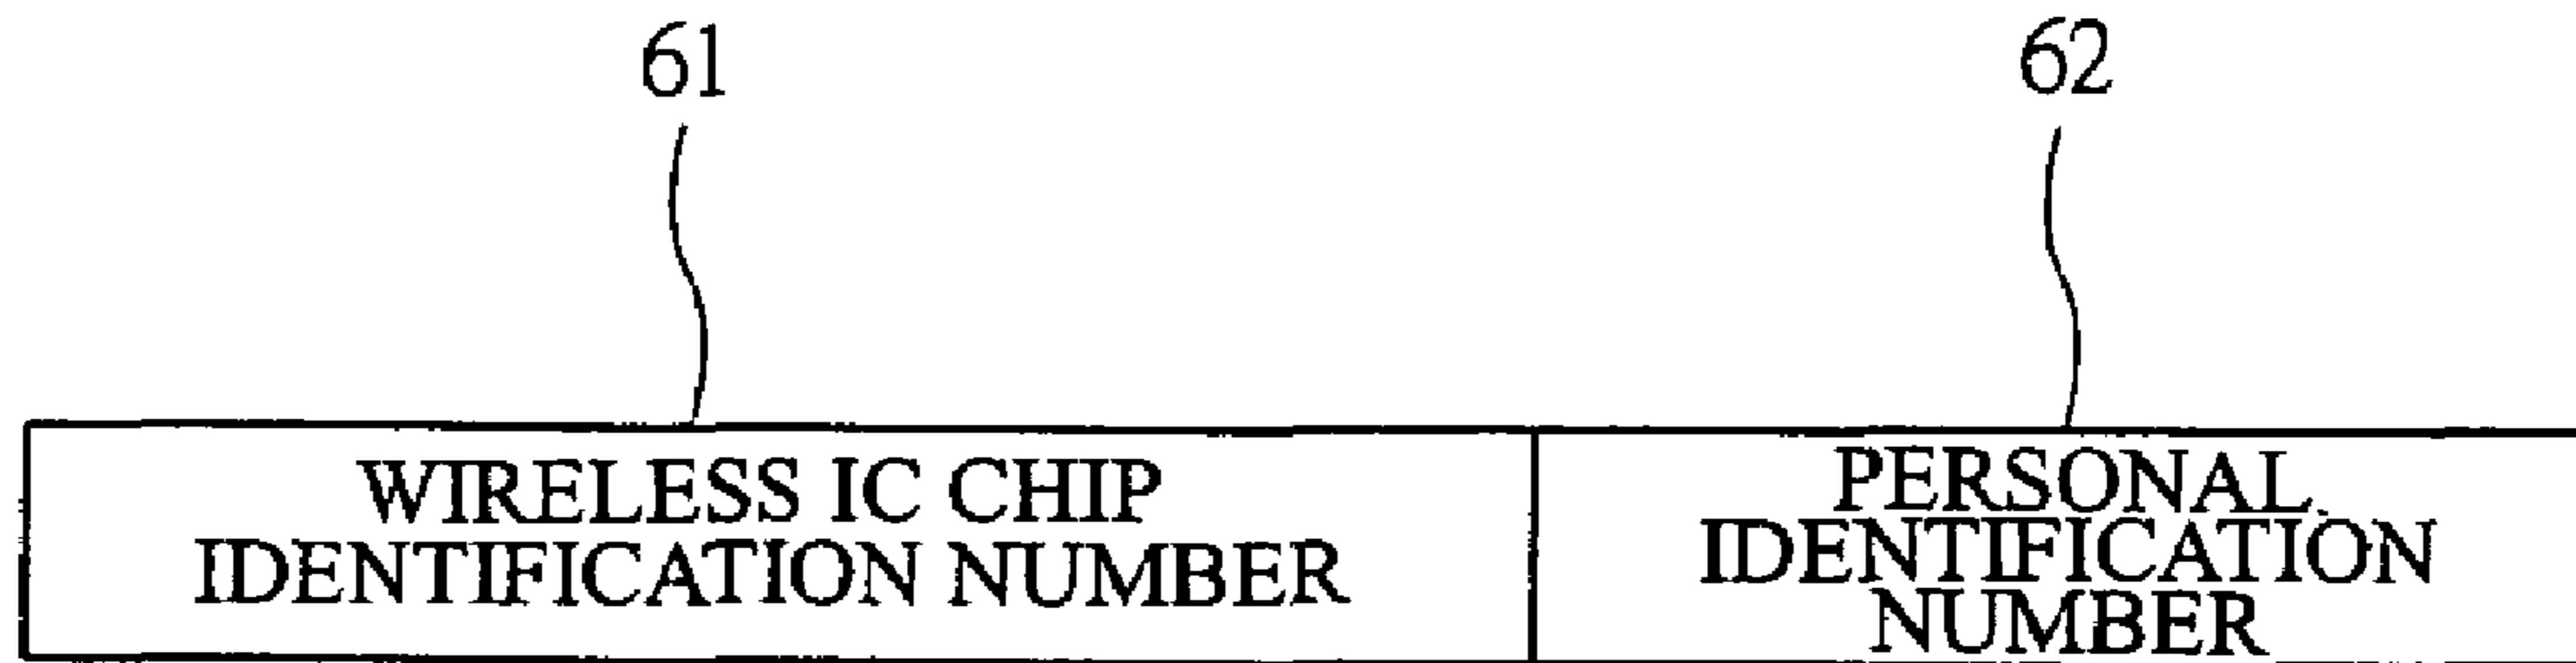 61
62
WIRELESS IC CHIP
IDENTIFICATION NUMBER
PERSONAL
IDENTIFICATION
NUMBER